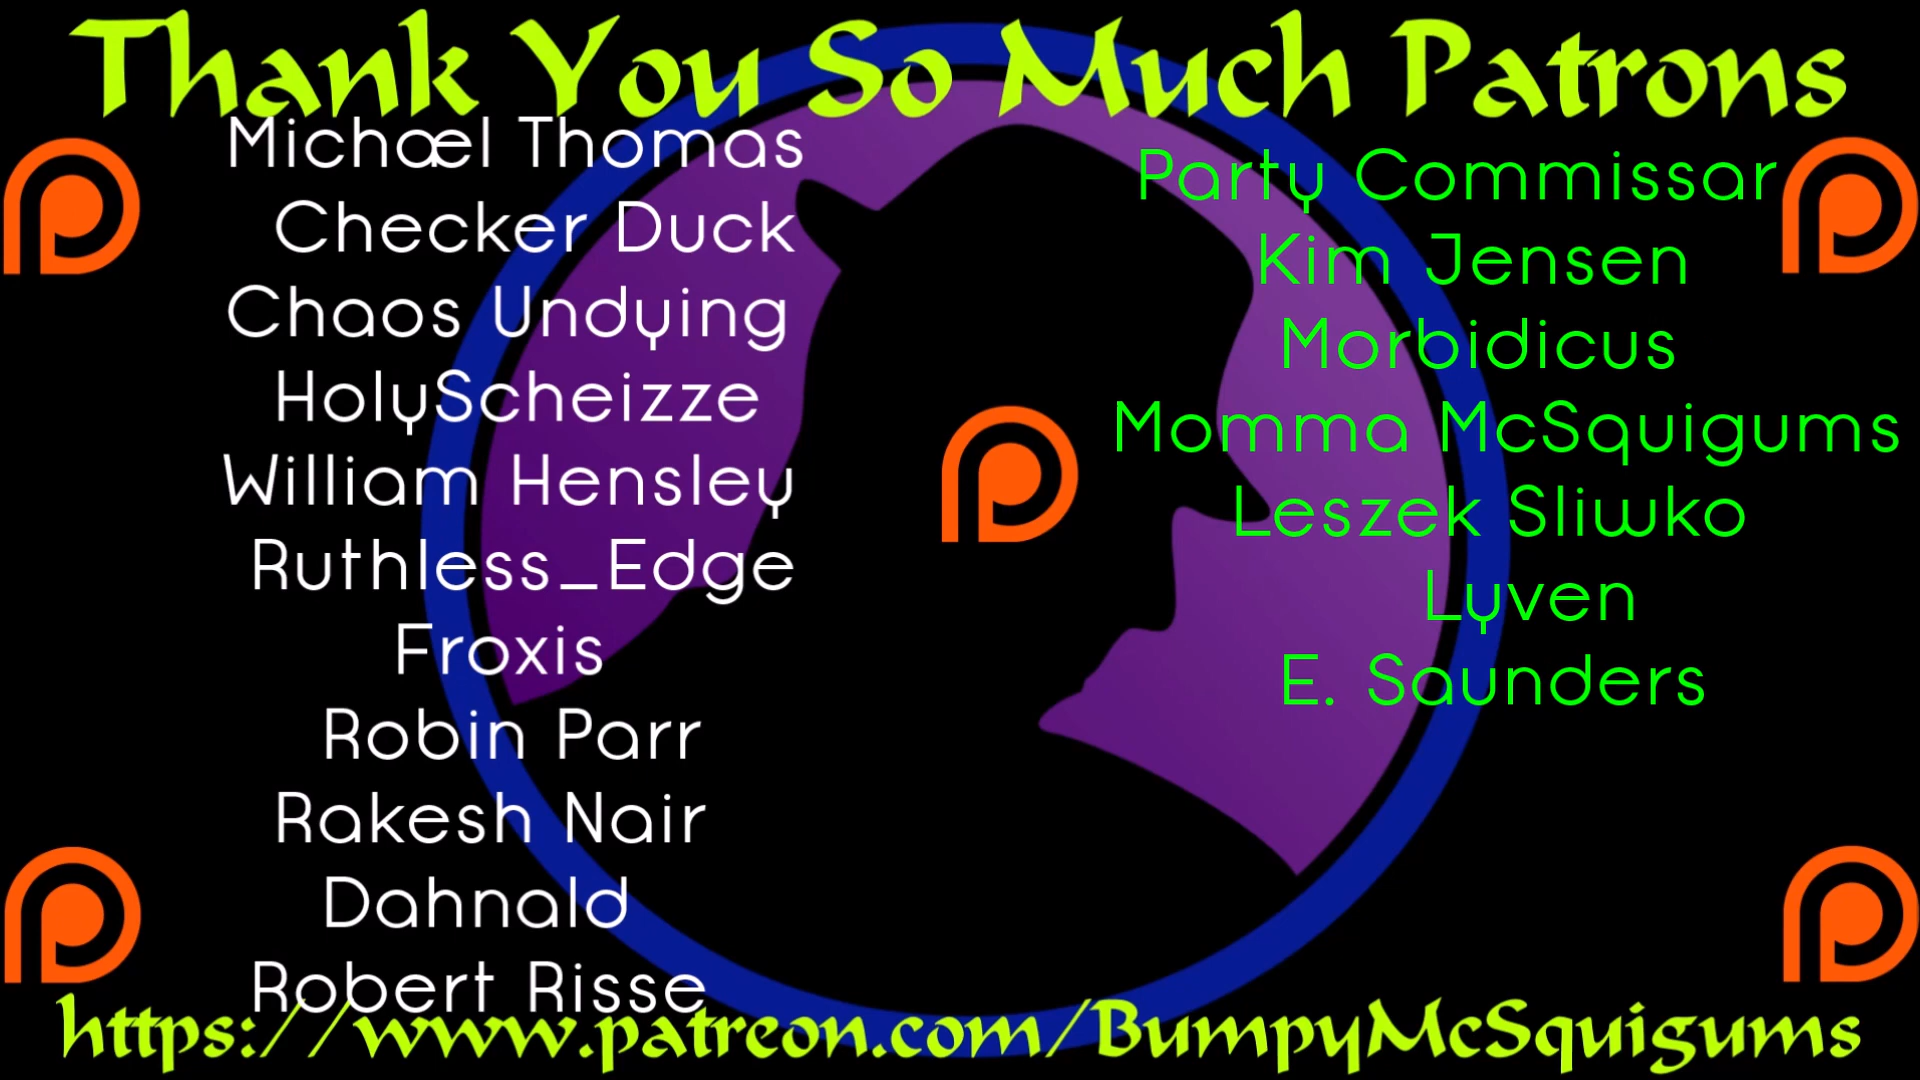 Thank You So Much Patrons
Michael Thomas
Checker Duck
Chaos Undying
HolyScheizze
William Hensley
Ruthless_Edge
Froxis
Robin Parr
Rakesh Nair
Dahnald
Robert Risse
Party Commissar
Kim Jensen
Morbidicus
Momma McSquigums
Leszek Sliwko
Lyven
E. Saunders
https://www.patreon.com/BumpyMcSquigums